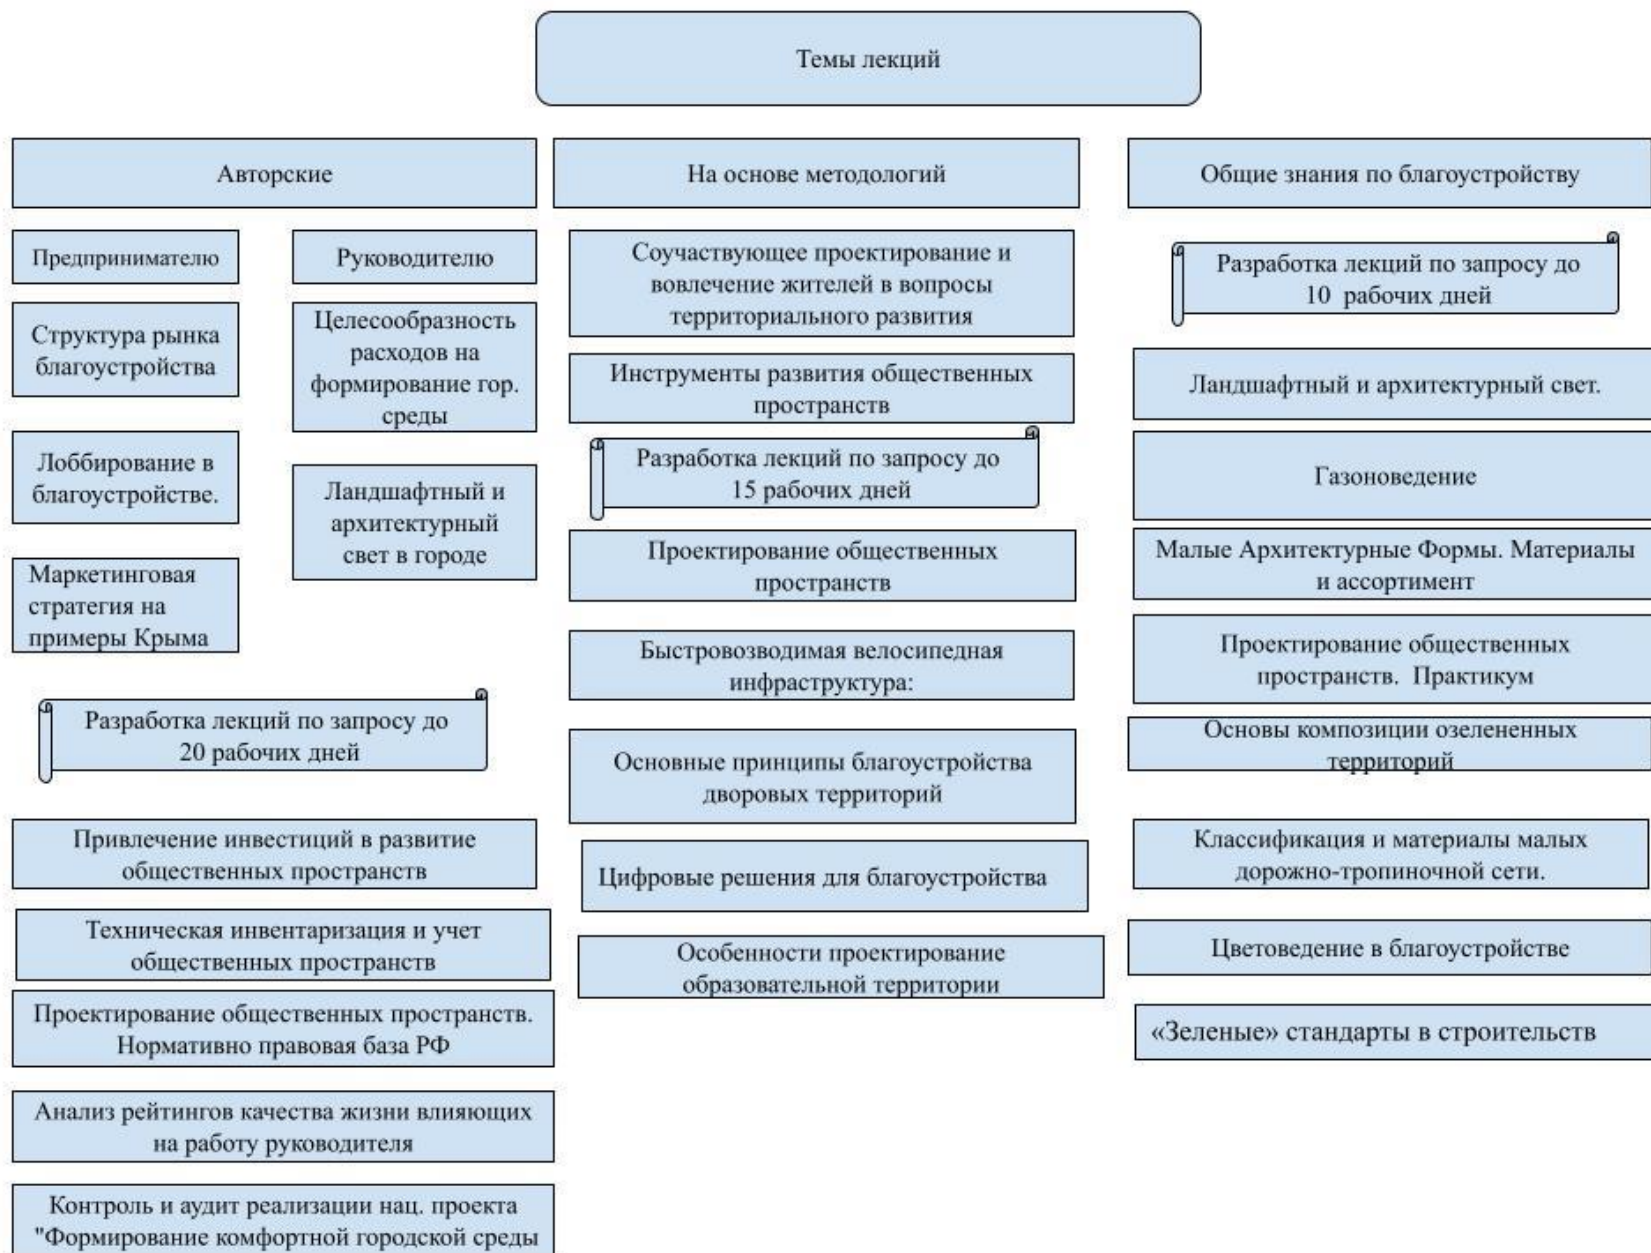 Темы лекций
Авторские
Предпринимателю
Структура рынка
благоустройства
Лоббирование в
благоустройстве.
Маркетинговая
стратегия на
примеры Крыма
Руководителю
Целесообразность
расходов на
формирование гор.
среды
Ландшафтный и
архитектурный
свет в городе
Разработка лекций по запросу до
20 рабочих дней
Привлечение инвестиций в развитие
общественных пространств
Техническая инвентаризация и учет
общественных пространств
Проектирование общественных пространств.
Нормативно правовая база РФ
Анализ рейтингов качества жизни влияющих
на работу руководителя
Контроль и аудит реализации нац. проекта
"Формирование комфортной городской среды
На основе методологий
Соучаствующее проектирование и
вовлечение жителей в вопросы
территориального развития
Инструменты развития общественных
пространств
Разработка лекций по запросу до
15 рабочих дней
Проектирование общественных
пространств
Быстровозводимая велосипедная
инфраструктура:
Основные принципы благоустройства
дворовых территорий
Цифровые решения для благоустройства
Особенности проектирование
образовательной территории
Общие знания по благоустройству
Разработка лекций по запросу до
10 рабочих дней
Ландшафтный и архитектурный свет.
Газоноведение
Малые Архитектурные Формы. Материалы
и ассортимент
Проектирование общественных
пространств. Практикум
Основы композиции озелененных
территорий
Классификация и материалы малых
дорожно-тропиночной сети.
Цветоведение в благоустройстве
«Зеленые» стандарты в строительств